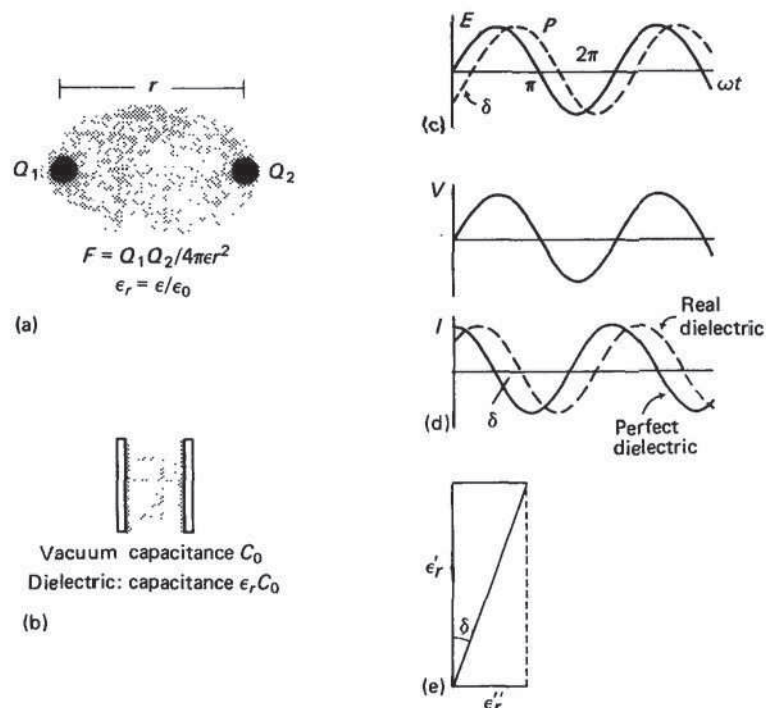 r
Q₁
Q₂
F = Q₁Q₂/4πϵr²
ϵᵣ = ϵ/ϵ₀
(a)
Vacuum capacitance C₀
Dielectric: capacitance ϵᵣC₀
(b)
E
P
2π
π
ωt
δ
(c)
V
I
Real
dielectric
δ
Perfect
dielectric
(d)
ϵ′ᵣ
δ
(e)
ϵ″ᵣ